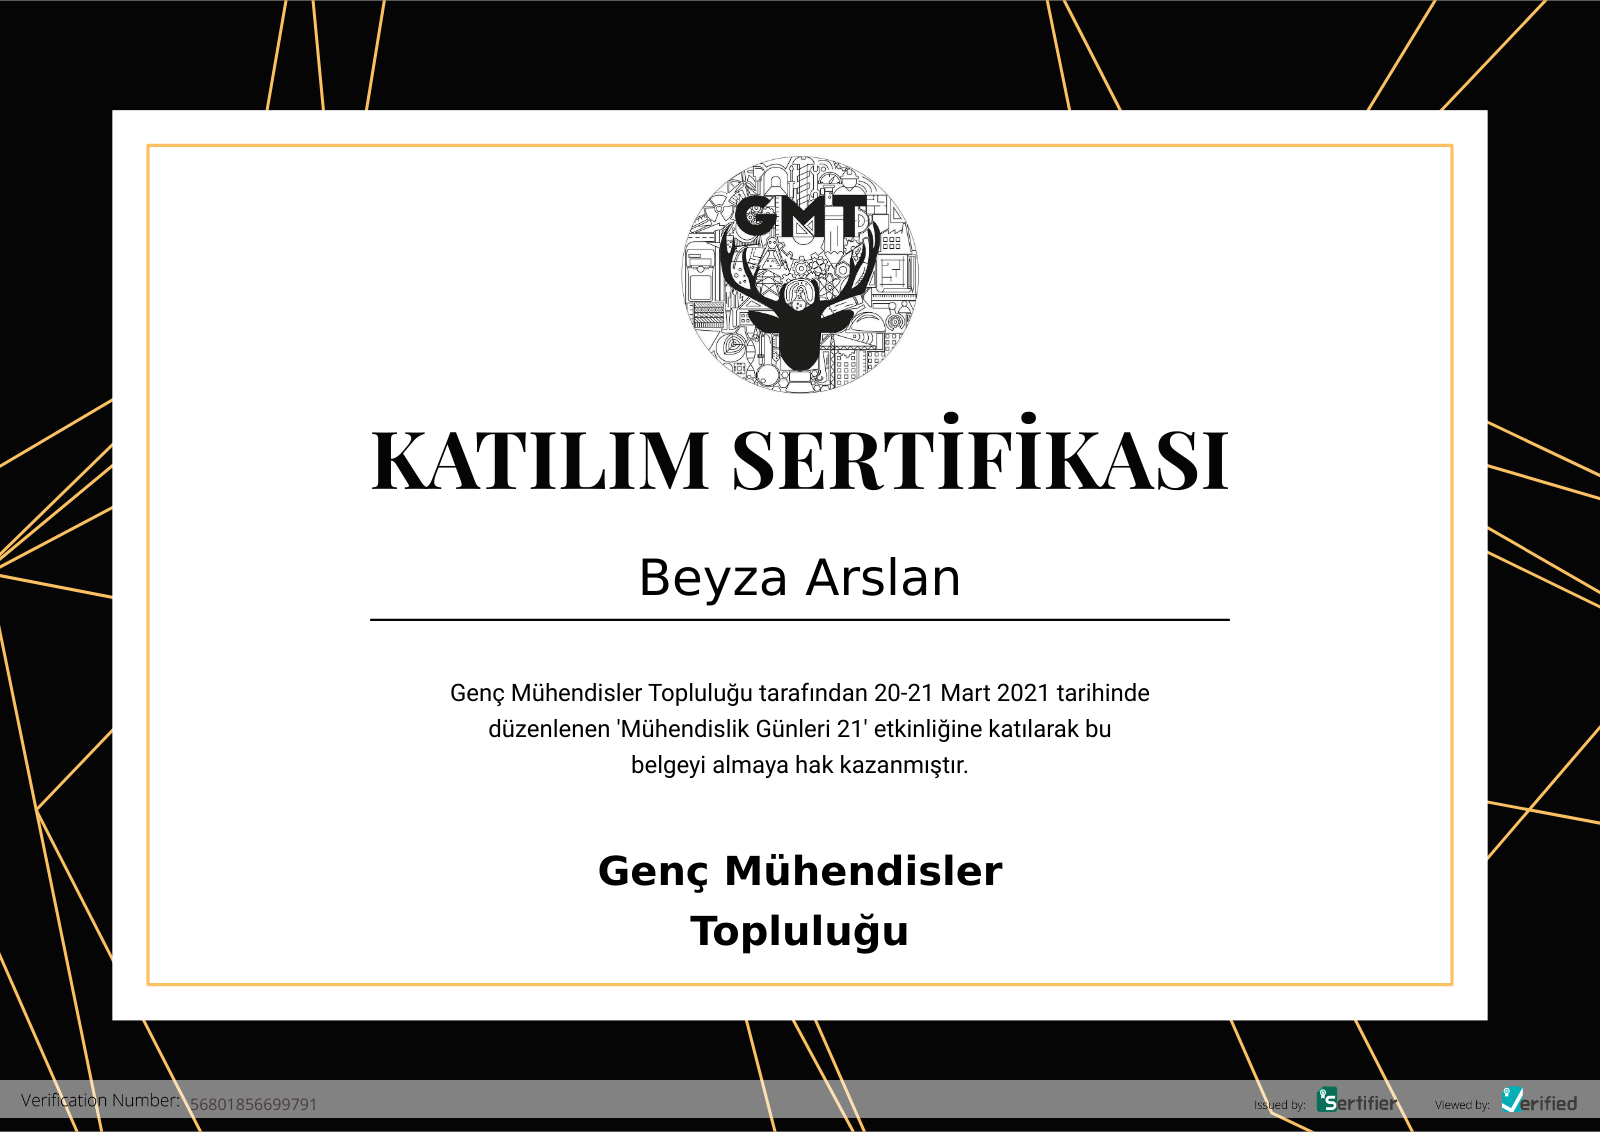 GMT
KATILIM SERTİFİKASI
Beyza Arslan
Genç Mühendisler Topluluğu tarafından 20-21 Mart 2021 tarihinde
düzenlenen 'Mühendislik Günleri 21' etkinliğine katılarak bu
belgeyi almaya hak kazanmıştır.
Genç Mühendisler
Topluluğu
Verification Number: 56801856699791
Issued by: Sertifier Viewed by: Verified